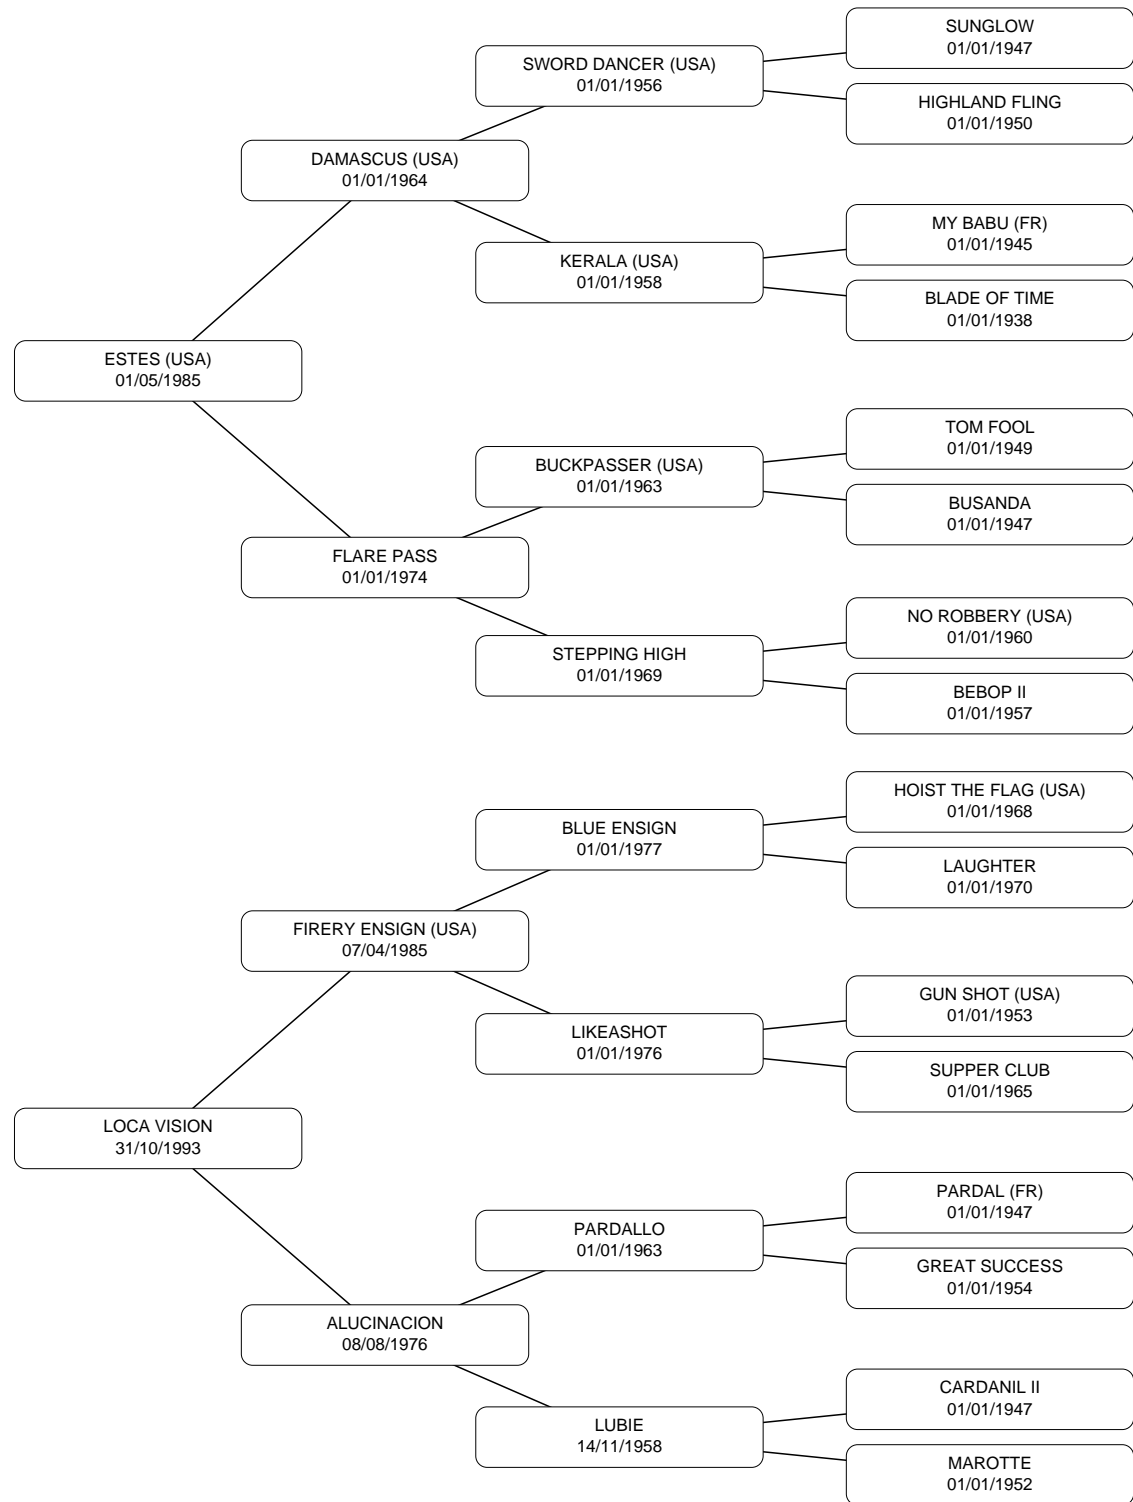 SUNGLOW
01/01/1947
SWORD DANCER (USA)
01/01/1956
HIGHLAND FLING
01/01/1950
DAMASCUS (USA)
01/01/1964
MY BABU (FR)
01/01/1945
KERALA (USA)
01/01/1958
BLADE OF TIME
01/01/1938
ESTES (USA)
01/05/1985
TOM FOOL
01/01/1949
BUCKPASSER (USA)
01/01/1963
BUSANDA
01/01/1947
FLARE PASS
01/01/1974
NO ROBBERY (USA)
01/01/1960
STEPPING HIGH
01/01/1969
BEBOP II
01/01/1957
HOIST THE FLAG (USA)
01/01/1968
BLUE ENSIGN
01/01/1977
LAUGHTER
01/01/1970
FIRERY ENSIGN (USA)
07/04/1985
GUN SHOT (USA)
01/01/1953
LIKEASHOT
01/01/1976
SUPPER CLUB
01/01/1965
LOCA VISION
31/10/1993
PARDAL (FR)
01/01/1947
PARDALLO
01/01/1963
GREAT SUCCESS
01/01/1954
ALUCINACION
08/08/1976
CARDANIL II
01/01/1947
LUBIE
14/11/1958
MAROTTE
01/01/1952